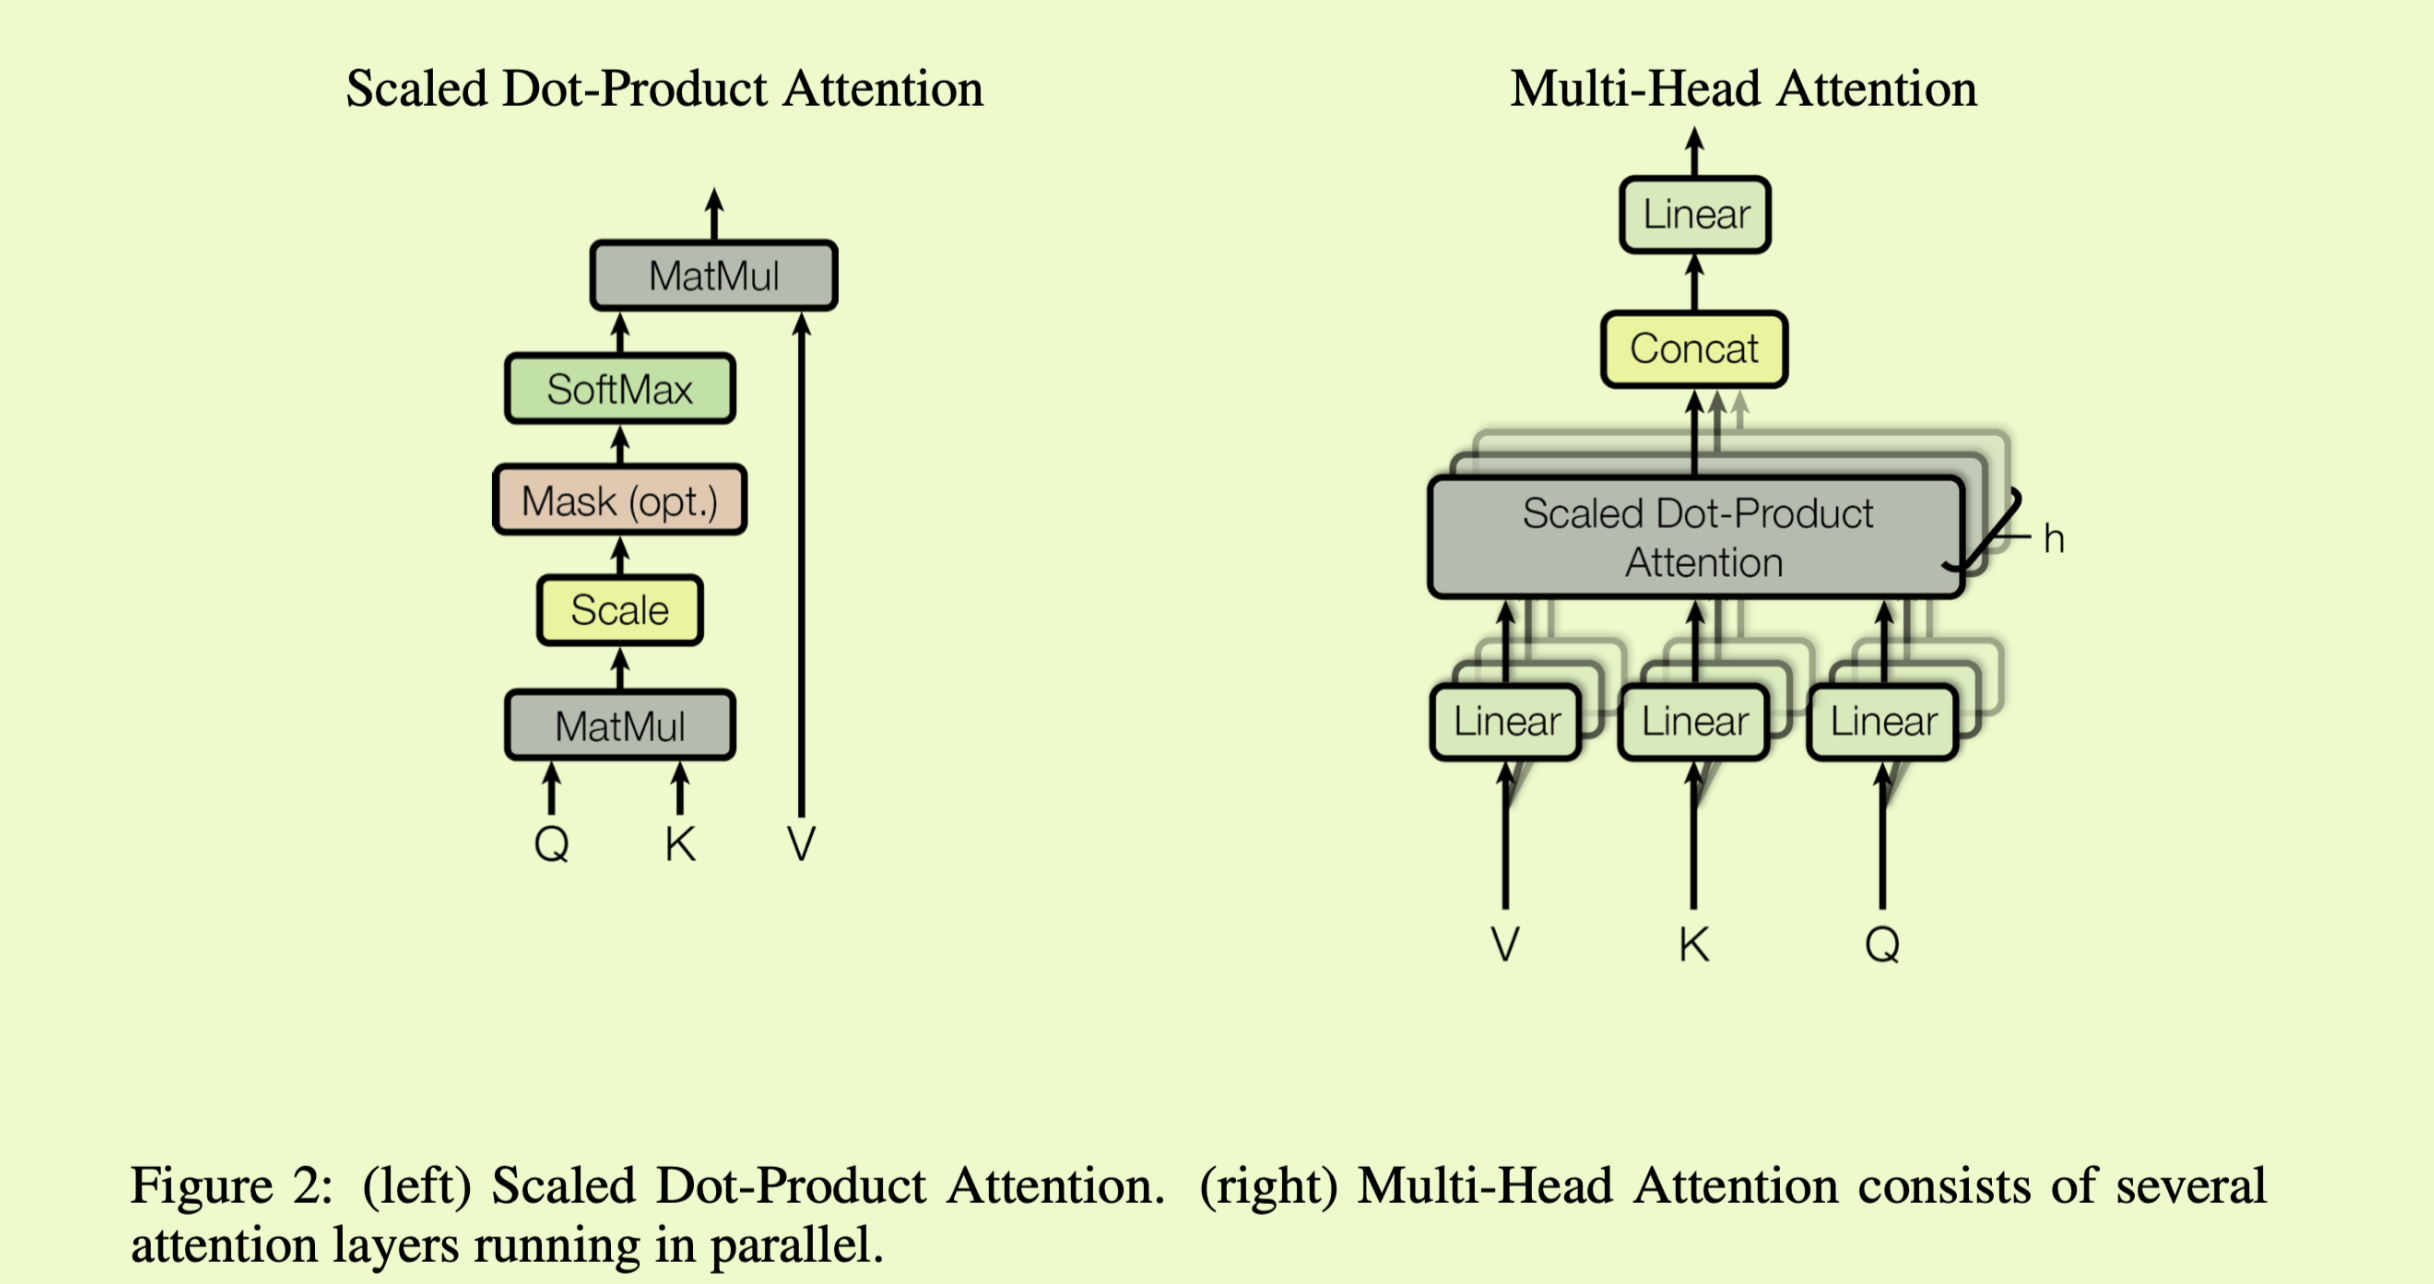 Scaled Dot-Product Attention
MatMul
SoftMax
Mask (opt.)
Scale
MatMul
Q K V
Multi-Head Attention
Linear
Concat
Scaled Dot-Product
Attention
h
Linear Linear Linear
V K Q
Figure 2: (left) Scaled Dot-Product Attention. (right) Multi-Head Attention consists of several
attention layers running in parallel.